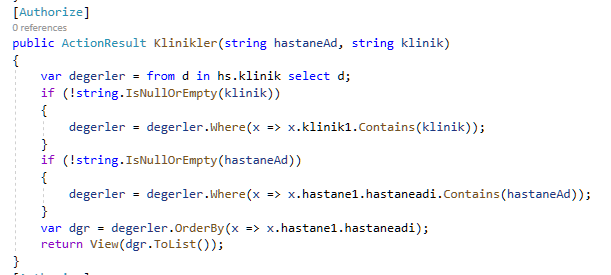 [Authorize]
0 references
public ActionResult Klinikler(string hastaneAd, string klinik)
{
var degerler = from d in hs.klinik select d;
if (!string.IsNullOrEmpty(klinik))
{
degerler = degerler.Where(x => x.klinik1.Contains(klinik));
}
if (!string.IsNullOrEmpty(hastaneAd))
{
degerler = degerler.Where(x => x.hastane1.hastaneadi.Contains(hastaneAd));
}
var dgr = degerler.OrderBy(x => x.hastane1.hastaneadi);
return View(dgr.ToList());
}